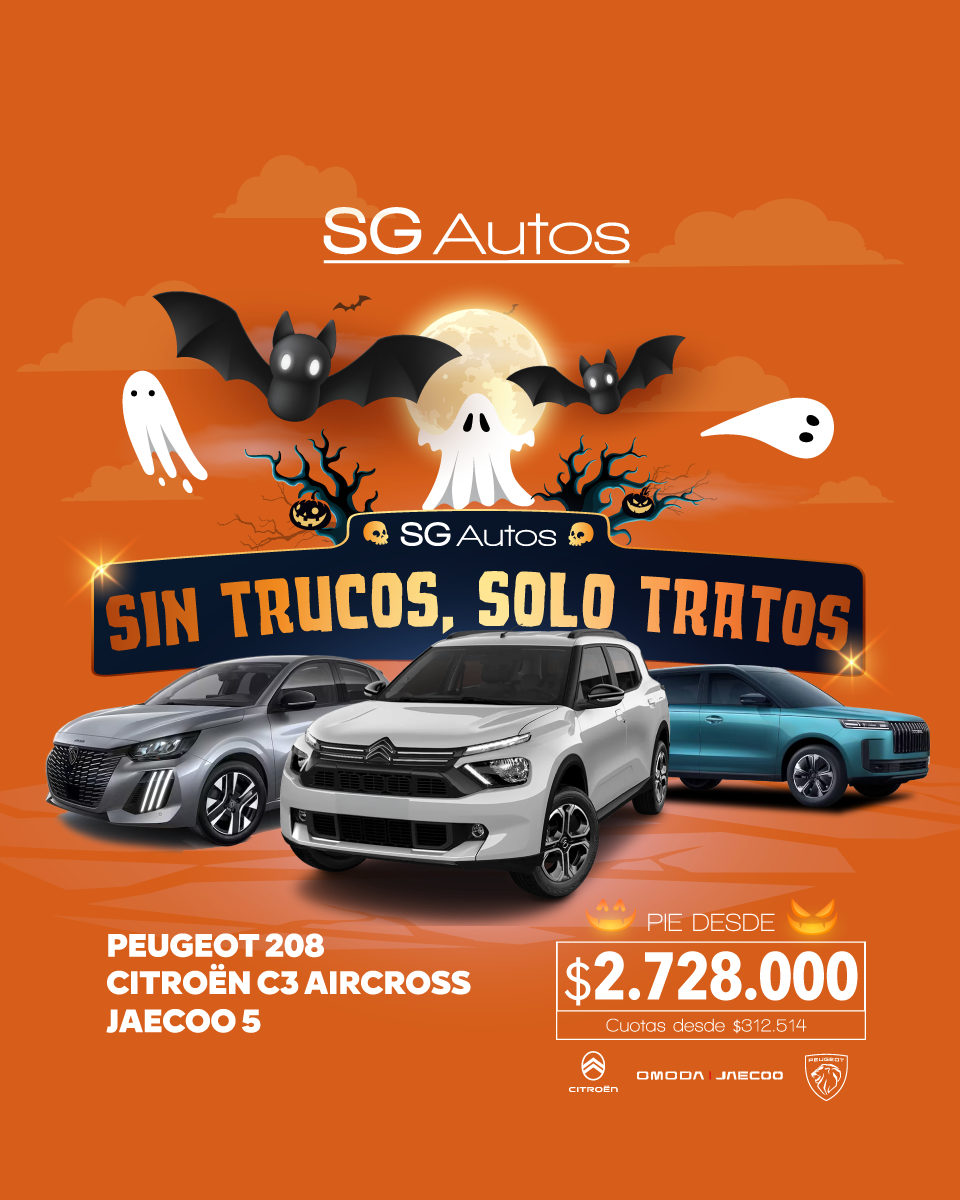 SG Autos
SG Autos
SIN TRUCOS, SOLO TRATOS
PEUGEOT 208
CITROËN C3 AIRCROSS
JAECOO 5
PIE DESDE
$2.728.000
Cuotas desde $312.514
CITROËN
OMODA | JAECOO
PEUGEOT